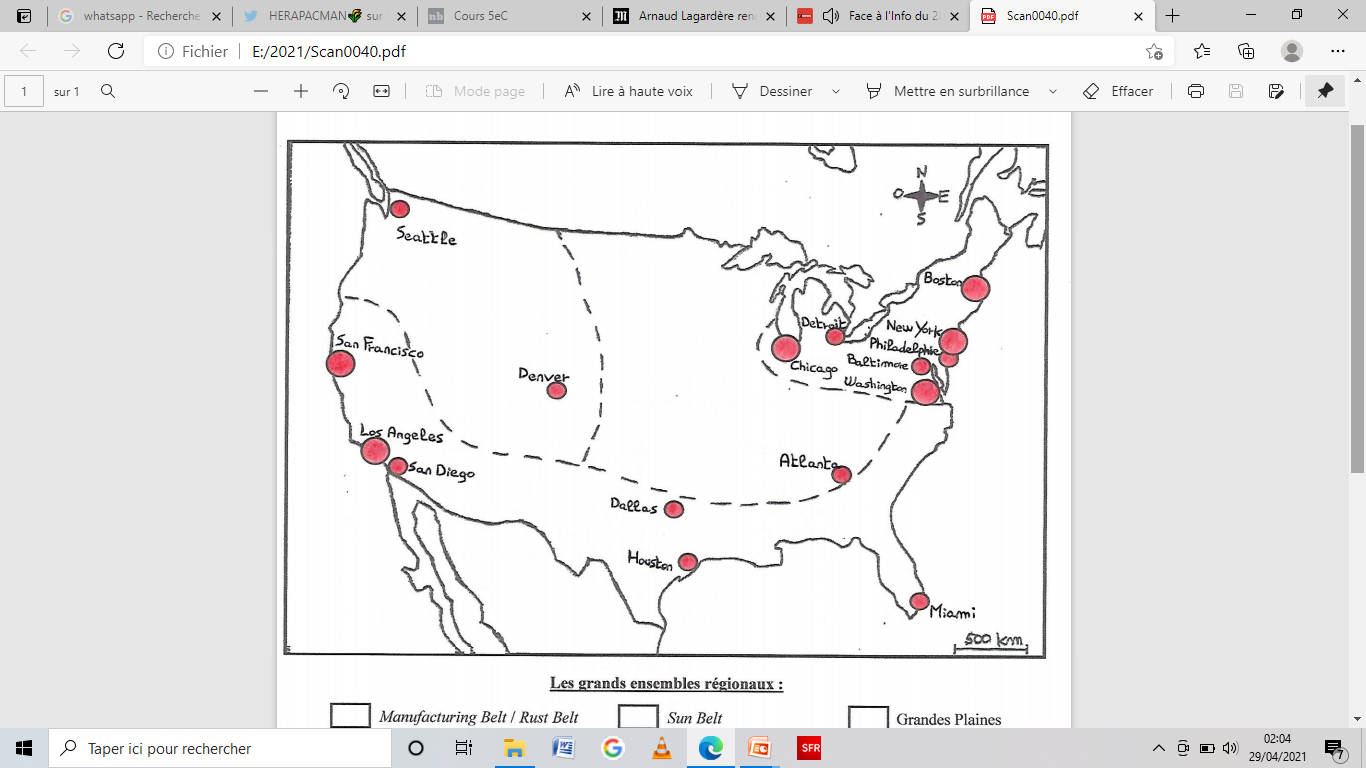 whatsapp - Recherche
HERAPACMAN sur
Cours 5eC
Arnaud Lagardère ren
Face à l'Info du 2
Scan0040.pdf
Fichier
E:/2021/Scan0040.pdf
1
sur 1
Mode page
Lire à haute voix
Dessiner
Mettre en surbrillance
Effacer
N
O
E
S
Seattle
Boston
Detroit
New York
San Francisco
Philadelphie
Baltimore
Chicago
Denver
Washington
Los Angeles
San Diego
Atlanta
Dallas
Houston
Miami
500 km
Les grands ensembles régionaux :
Manufacturing Belt / Rust Belt
Sun Belt
Grandes Plaines
Taper ici pour rechercher
SFR
02:04
29/04/2021
7